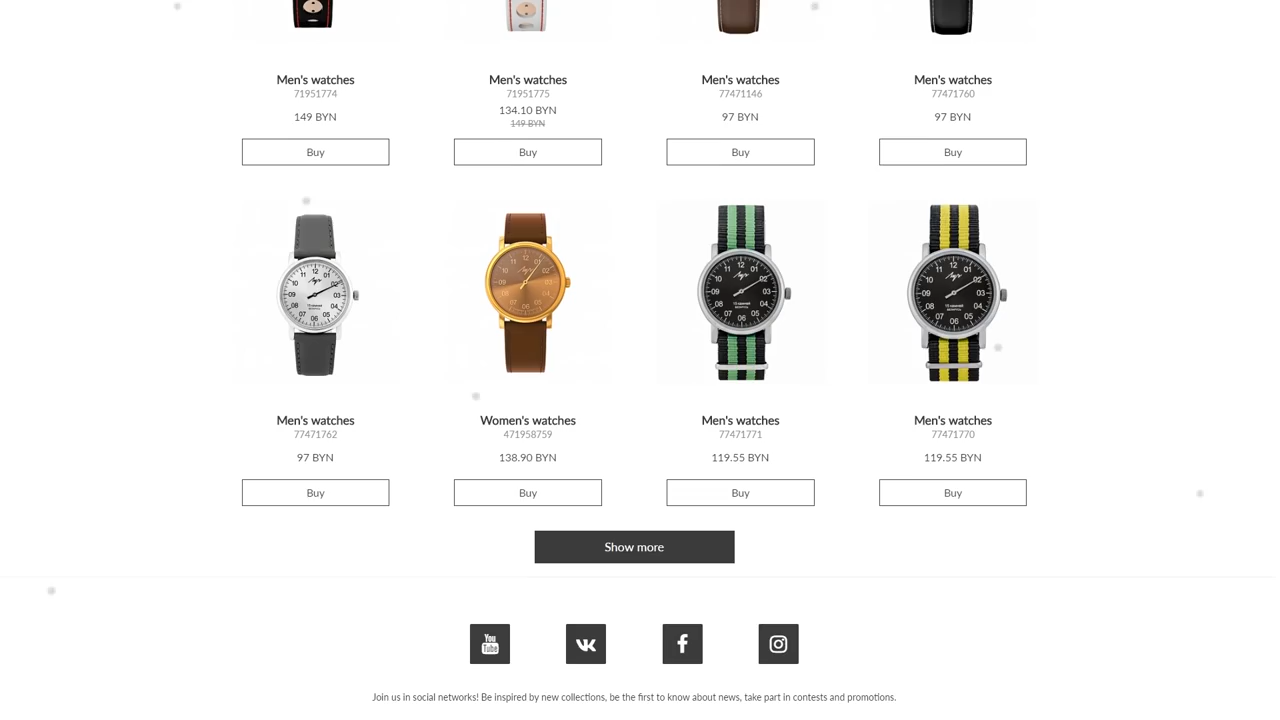 Men's watches
71951774
149 BYN
Buy
Men's watches
71951775
134.10 BYN
149 BYN
Buy
Men's watches
77471146
97 BYN
Buy
Men's watches
77471760
97 BYN
Buy
Men's watches
77471762
97 BYN
Buy
Women's watches
471958759
138.90 BYN
Buy
Men's watches
77471771
119.55 BYN
Buy
Men's watches
77471770
119.55 BYN
Buy
Show more
You
Tube
Join us in social networks! Be inspired by new collections, be the first to know about news, take part in contests and promotions.